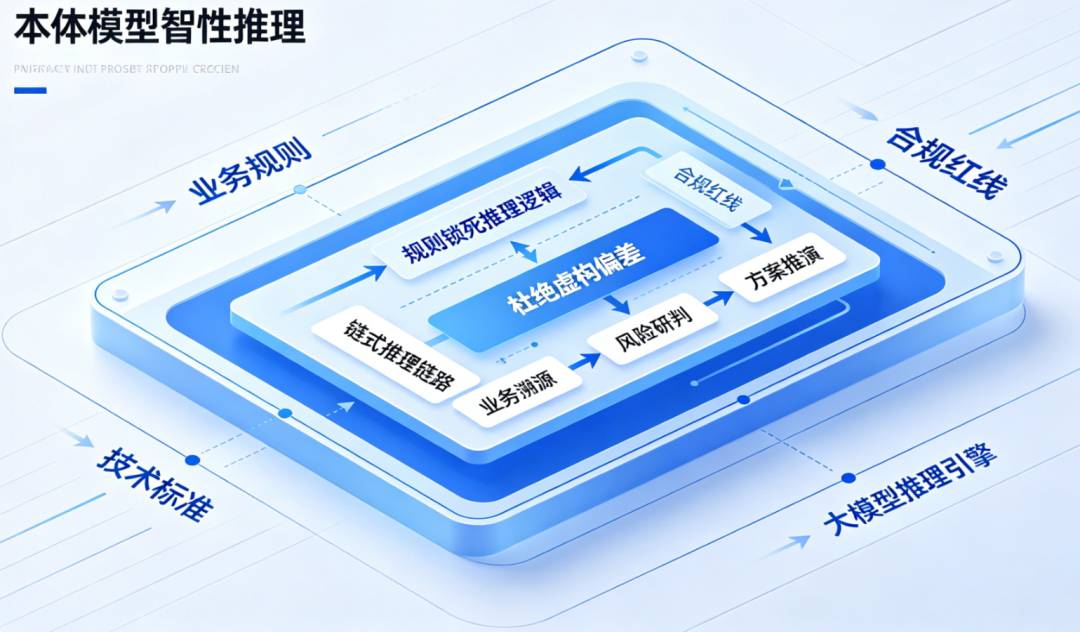 本体模型智性推理
业务规则
合规红线
规则锁死推理逻辑
合规红线
杜绝虚构偏差
方案推演
链式推理链路
风险研判
业务溯源
技术标准
大模型推理引擎